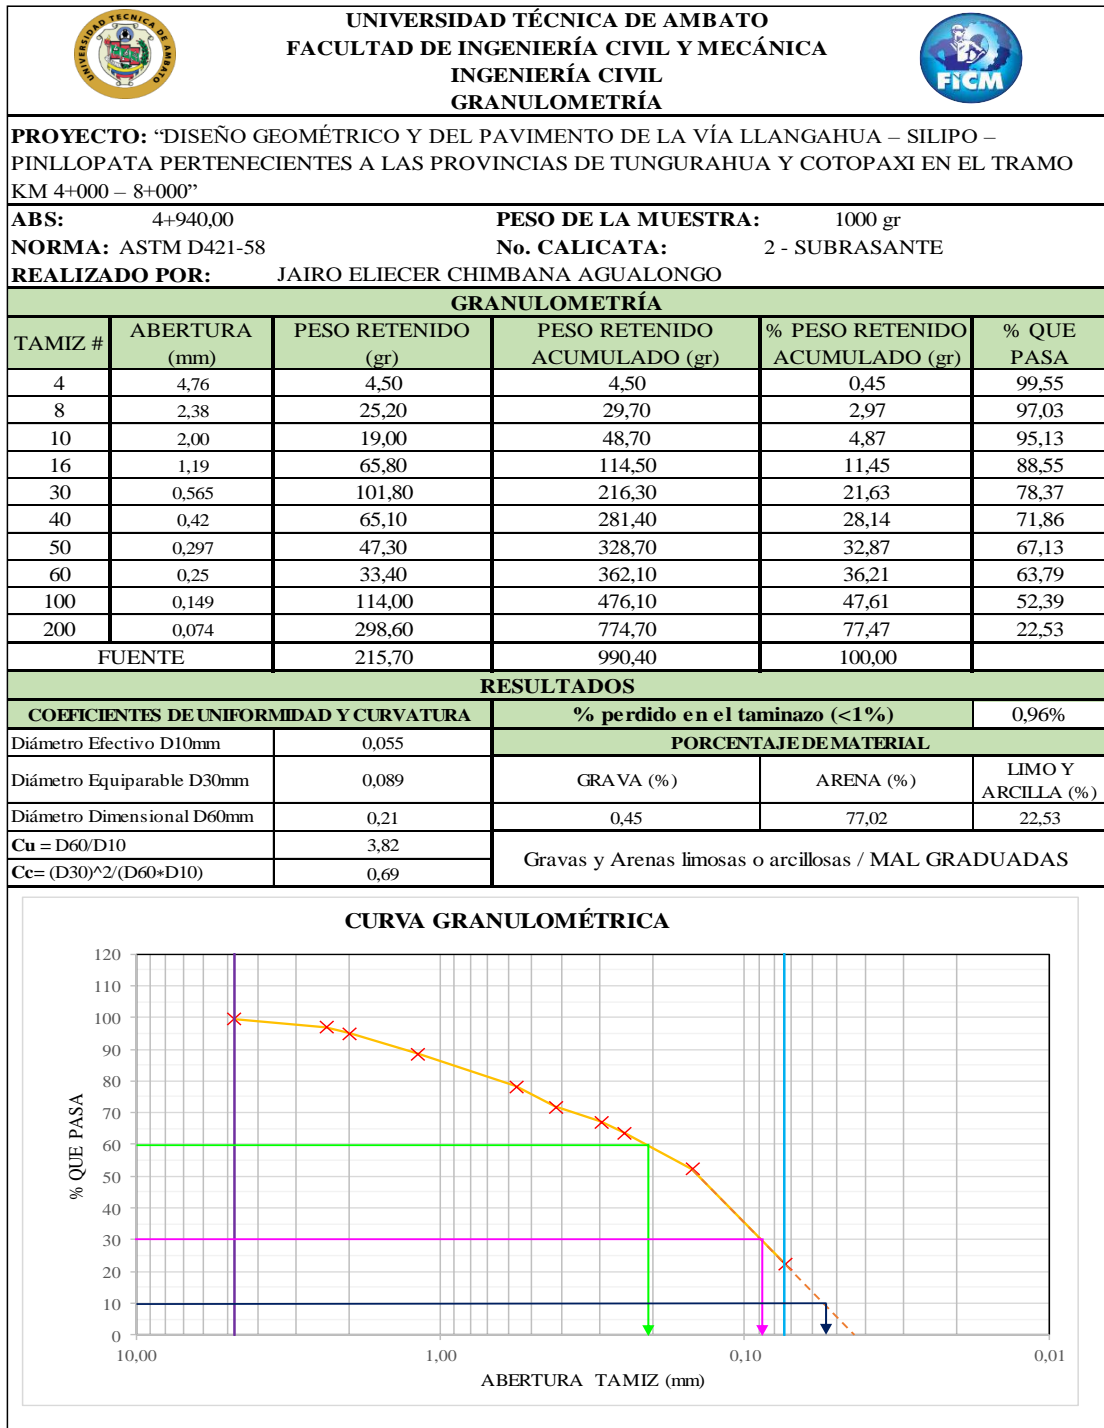 UNIVERSIDAD TÉCNICA DE AMBATO
FACULTAD DE INGENIERÍA CIVIL Y MECÁNICA
INGENIERÍA CIVIL
GRANULOMETRÍA
UNIVERSIDAD TECNICA DE AMBATO
FICM
PROYECTO: “DISEÑO GEOMÉTRICO Y DEL PAVIMENTO DE LA VÍA LLANGAHUA – SILIPO –
PINLLOPATA PERTENECIENTES A LAS PROVINCIAS DE TUNGURAHUA Y COTOPAXI EN EL TRAMO
KM 4+000 – 8+000”
ABS: 4+940,00 PESO DE LA MUESTRA: 1000 gr
NORMA: ASTM D421-58 No. CALICATA: 2 - SUBRASANTE
REALIZADO POR: JAIRO ELIECER CHIMBANA AGUALONGO
GRANULOMETRÍA
TAMIZ # ABERTURA (mm) PESO RETENIDO (gr) PESO RETENIDO ACUMULADO (gr) % PESO RETENIDO ACUMULADO (gr) % QUE PASA
4 4,76 4,50 4,50 0,45 99,55
8 2,38 25,20 29,70 2,97 97,03
10 2,00 19,00 48,70 4,87 95,13
16 1,19 65,80 114,50 11,45 88,55
30 0,565 101,80 216,30 21,63 78,37
40 0,42 65,10 281,40 28,14 71,86
50 0,297 47,30 328,70 32,87 67,13
60 0,25 33,40 362,10 36,21 63,79
100 0,149 114,00 476,10 47,61 52,39
200 0,074 298,60 774,70 77,47 22,53
FUENTE 215,70 990,40 100,00
RESULTADOS
COEFICIENTES DE UNIFORMIDAD Y CURVATURA % perdido en el taminazo (<1%) 0,96%
Diámetro Efectivo D10mm 0,055 PORCENTAJE DE MATERIAL
Diámetro Equiparable D30mm 0,089 GRAVA (%) ARENA (%) LIMO Y ARCILLA (%)
Diámetro Dimensional D60mm 0,21 0,45 77,02 22,53
Cu = D60/D10 3,82
Cc= (D30)^2/(D60*D10) 0,69
Gravas y Arenas limosas o arcillosas / MAL GRADUADAS
CURVA GRANULOMÉTRICA
% QUE PASA
120
110
100
90
80
70
60
50
40
30
20
10
0
10,00 1,00 0,10 0,01
ABERTURA TAMIZ (mm)